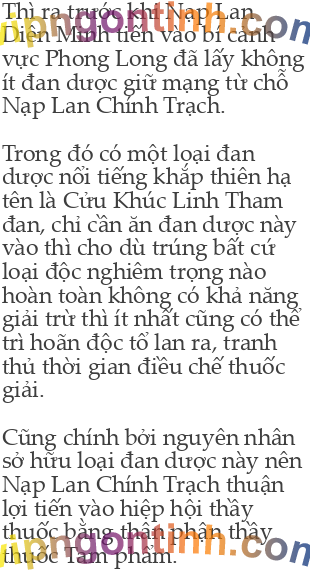 Thì ra trước khi Nạp Lan
Diên Minh tiến vào bí cảnh
vực Phong Long đã lấy không
ít đan dược giữ mạng từ chỗ
Nạp Lan Chính Trạch.
Trong đó có một loại đan
dược nổi tiếng khắp thiên hạ
tên là Cửu Khúc Linh Tham
đan, chỉ cần ăn đan dược này
vào thì cho dù trúng bất cứ
loại độc nghiêm trọng nào
hoàn toàn không có khả năng
giải trừ thì ít nhất cũng có thể
trì hoãn độc tố lan ra, tranh
thủ thời gian điều chế thuốc
giải.
Cũng chính bởi nguyên nhân
sở hữu loại đan dược này nên
Nạp Lan Chính Trạch thuận
lợi tiến vào hiệp hội thầy
thuốc bằng thân phận thầy
thuốc Tam phẩm.
vipngontinh.com
vipngontinh.com